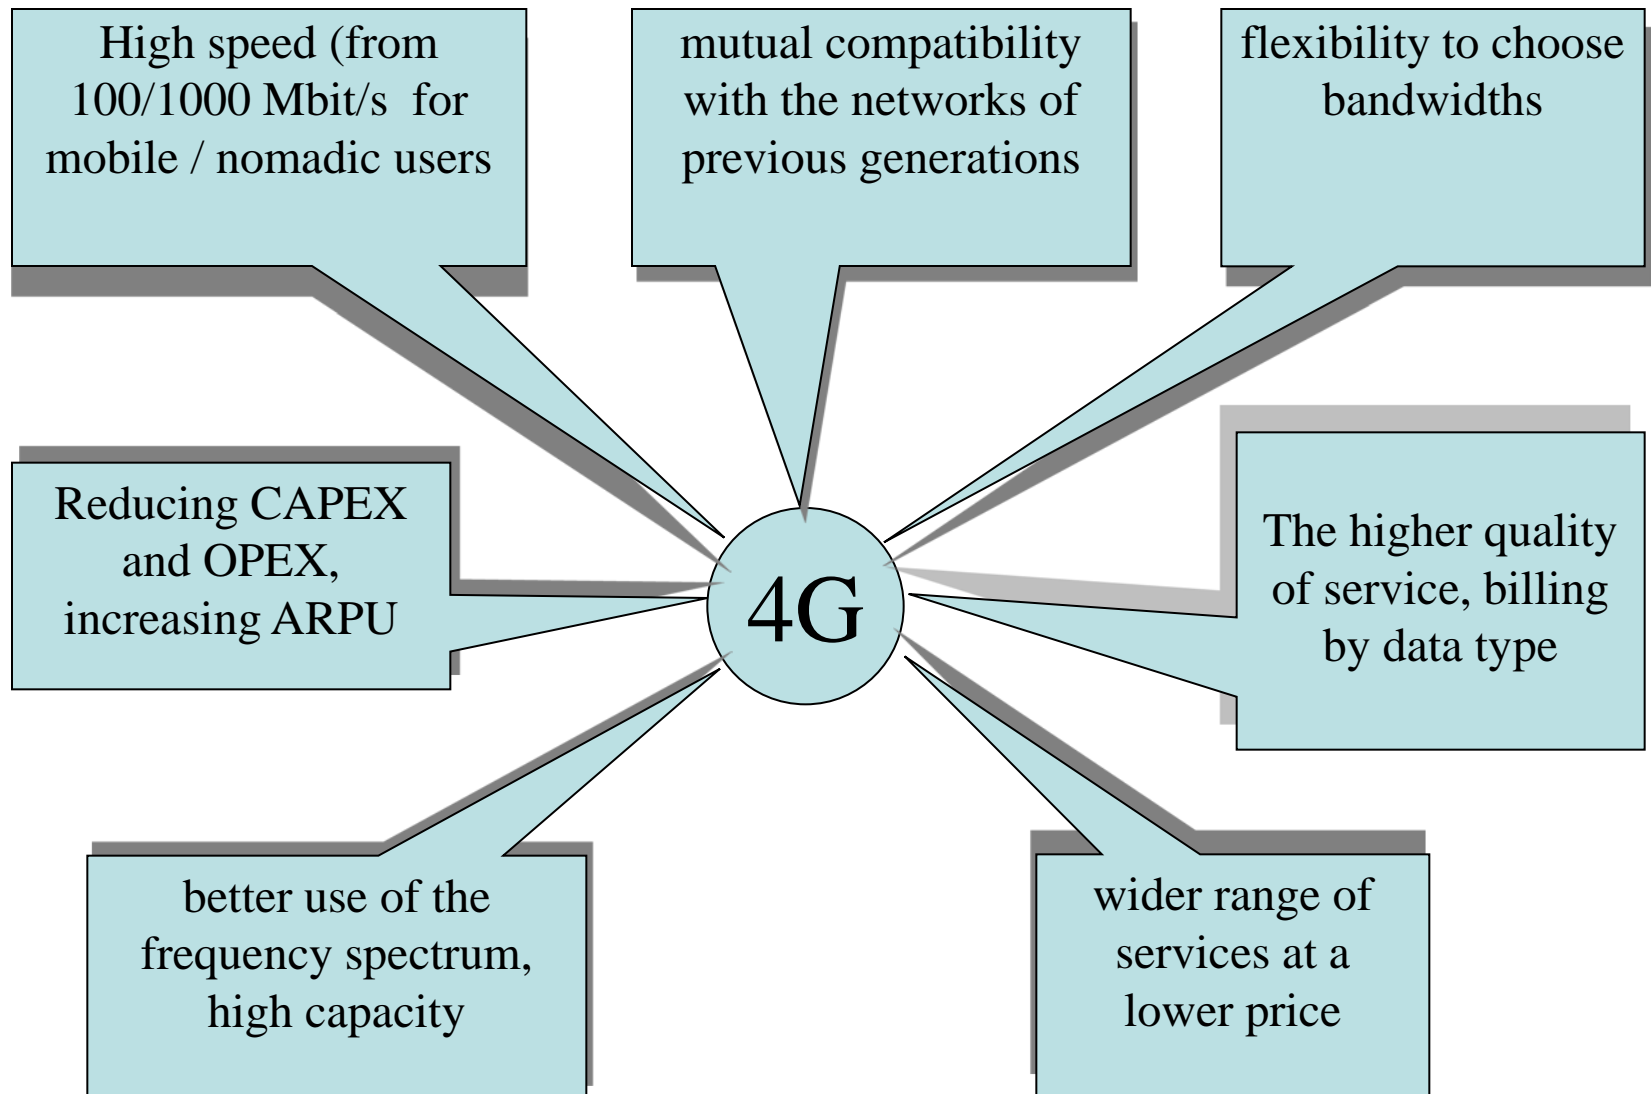 High speed (from
100/1000 Mbit/s for
mobile / nomadic users
mutual compatibility
with the networks of
previous generations
flexibility to choose
bandwidths
Reducing CAPEX
and OPEX,
increasing ARPU
4G
The higher quality
of service, billing
by data type
better use of the
frequency spectrum,
high capacity
wider range of
services at a
lower price